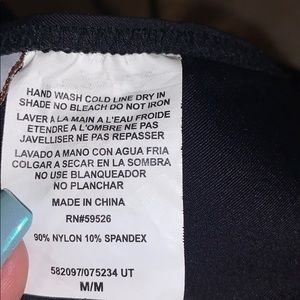 HAND WASH COLD LINE DRY IN
SHADE NO BLEACH DO NOT IRON
LAVER A LA MAIN A L'EAU FROIDE
ETENDRE A L'OMBRE NE PAS
JAVELLISER NE PAS REPASSER
LAVADO A MANO CON AGUA FRIA
COLGAR A SECAR EN LA SOMBRA
NO USE BLANQUEADOR
NO PLANCHAR
MADE IN CHINA
RN#59526
90% NYLON 10% SPANDEX
582097/075234 UT
M/M